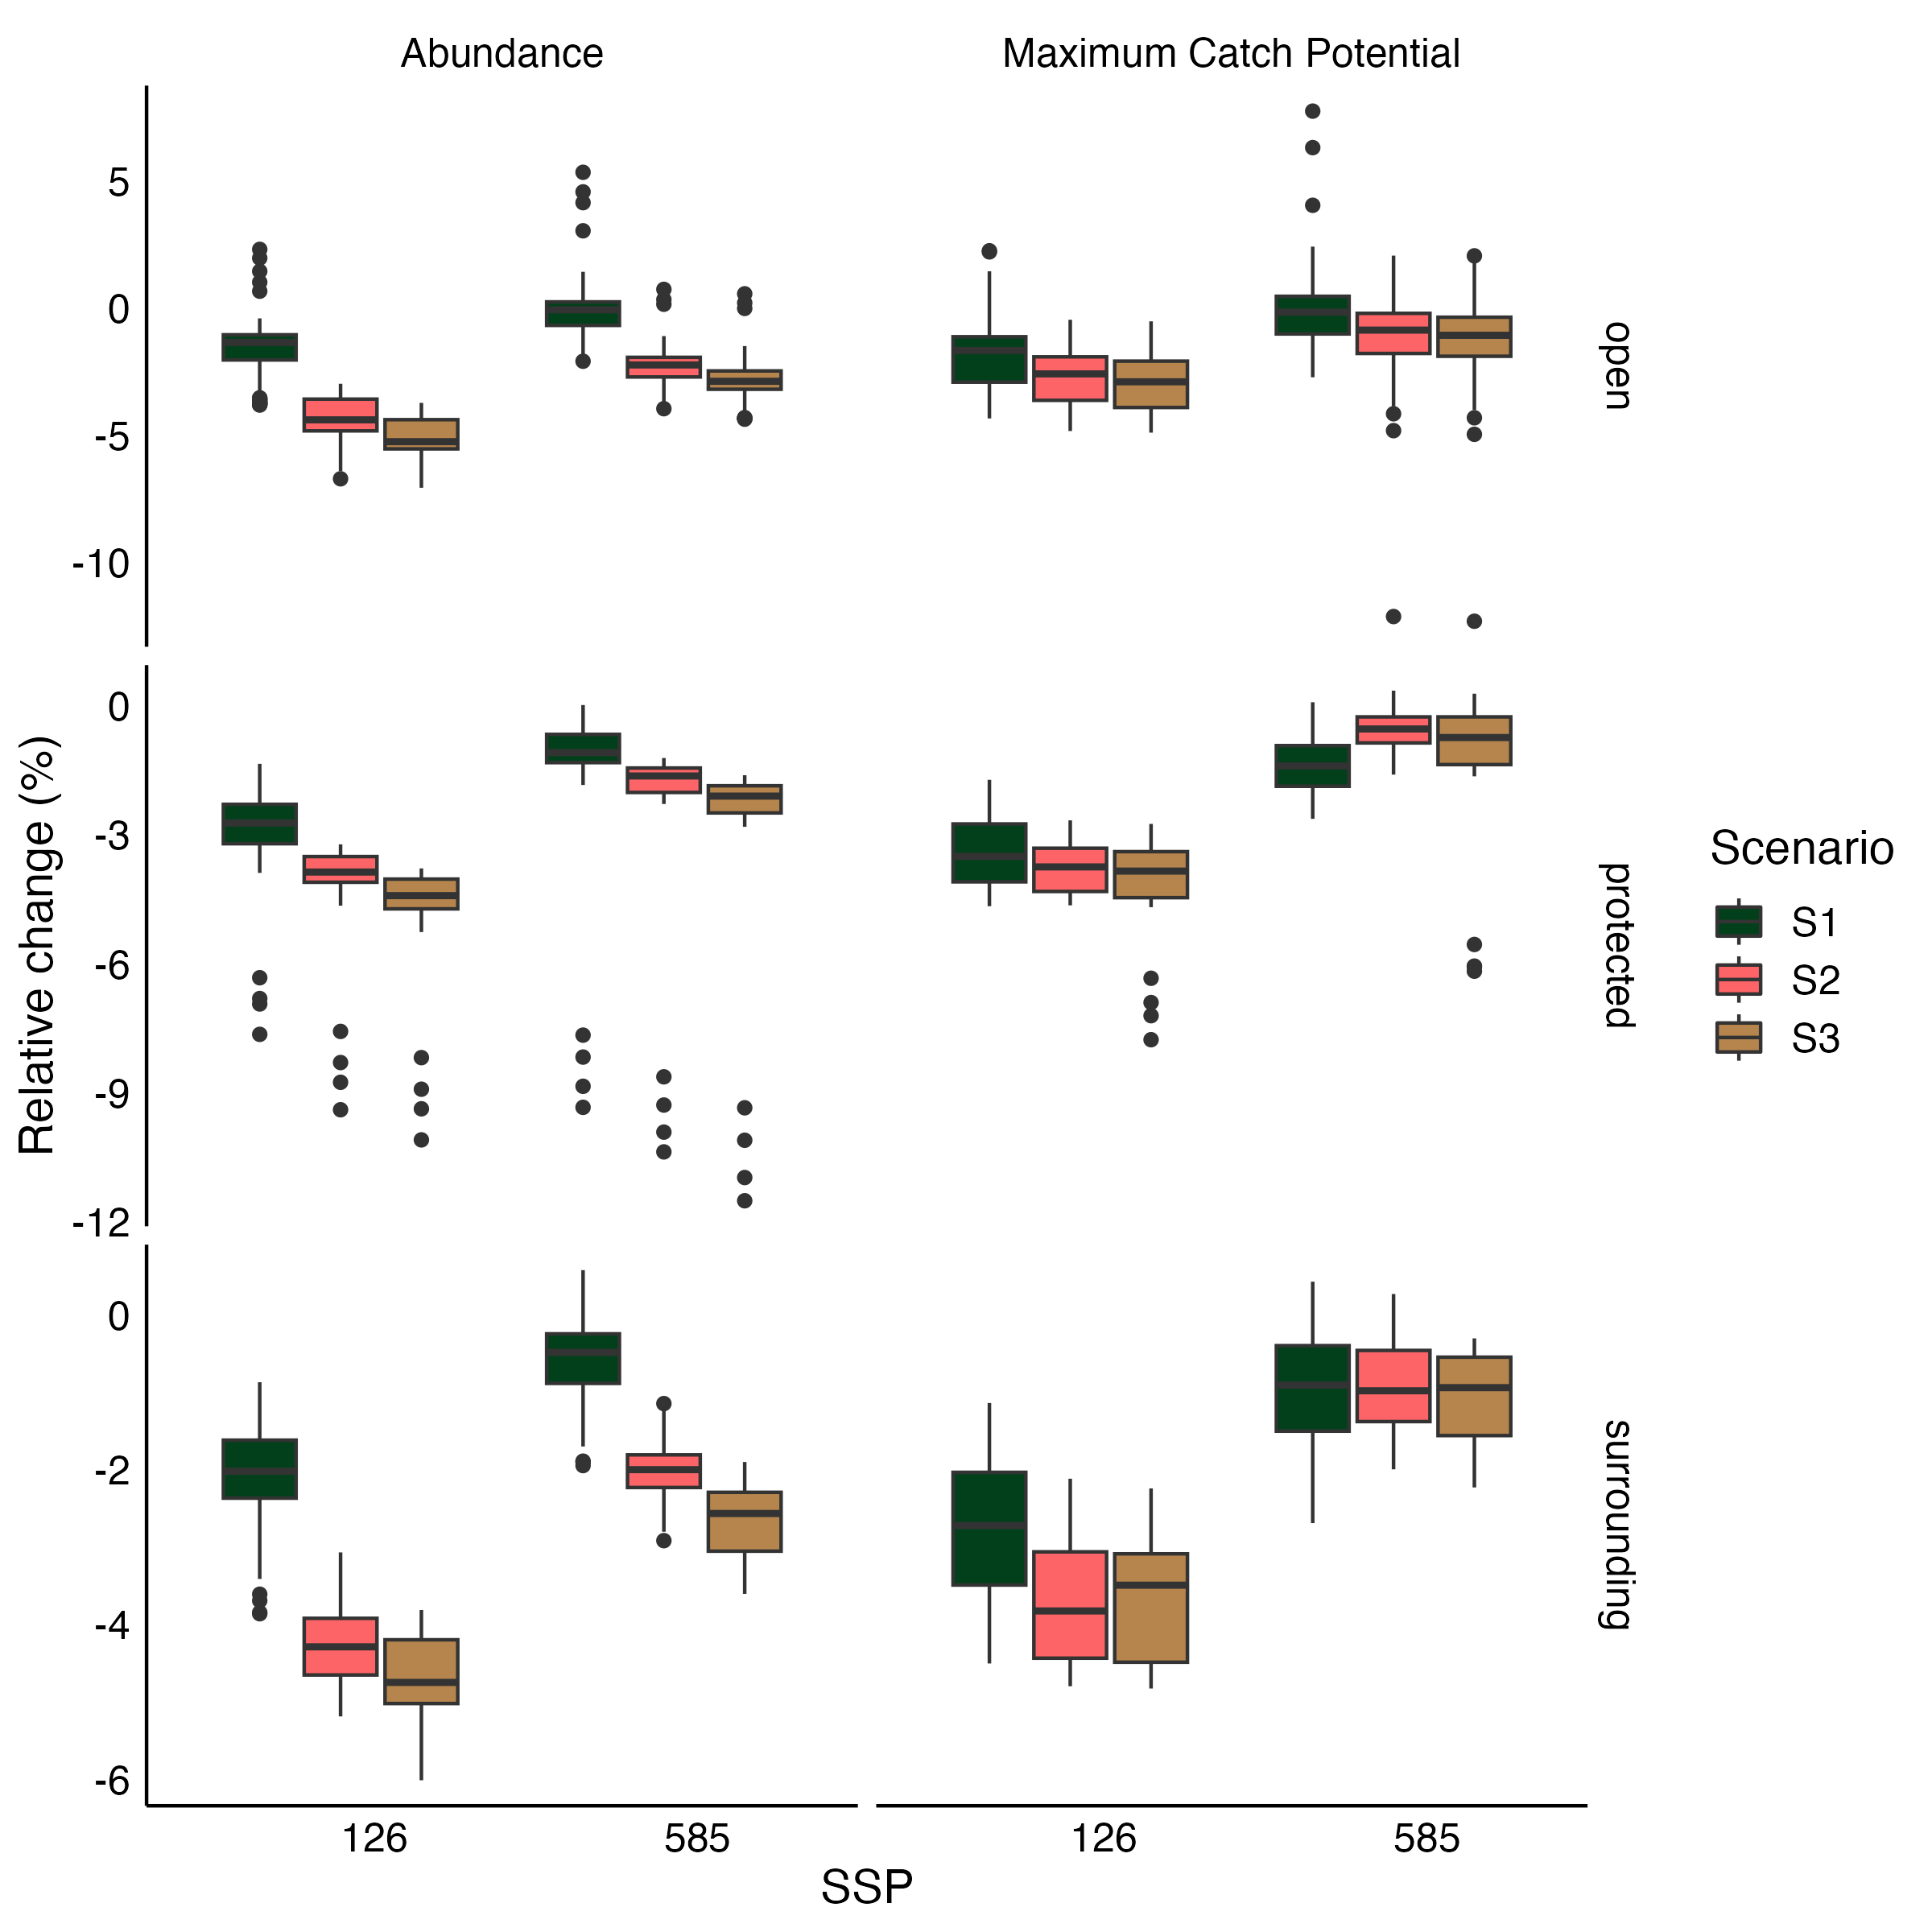 Abundance
Maximum Catch Potential
5
0
-5
-10
open
0
-3
-6
-9
-12
protected
0
-2
-4
-6
surrounding
Relative change (%)
126
585
126
585
SSP
Scenario
S1
S2
S3